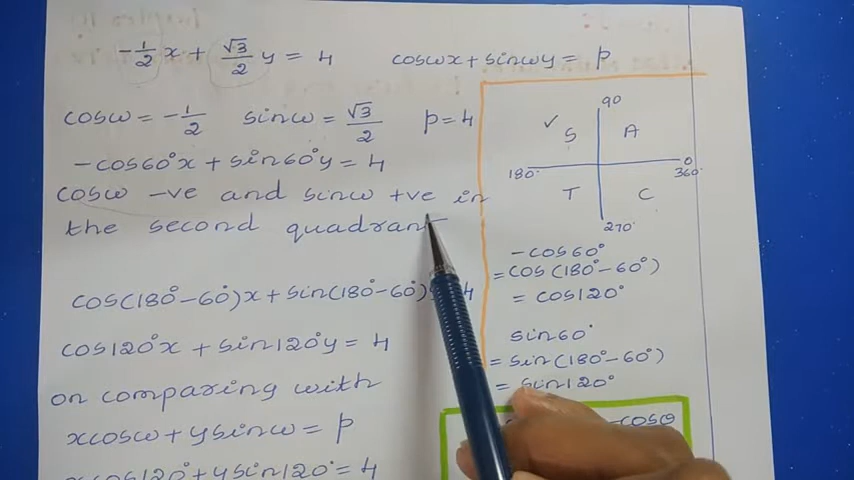 -1/2 x + √3/2 y = 4
coswx + sinwy = p
cosω = -1/2 sinω = √3/2 p = 4
-cos60°x + sin60°y = 4
cosω -ve and sinω +ve in
the second quadrant
cos(180°-60°)x + sin(180°-60°) 4
cos120°x + sin120°y = 4
on comparing with
xcosω + ysinω = p
xcos120° + ysin120° = 4
90
✓ S A
180° 0
360°
T C
270°
-cos60°
= cos(180°-60°)
= cos120°
sin60°
= sin(180°-60°)
= sin120°
-cosθ